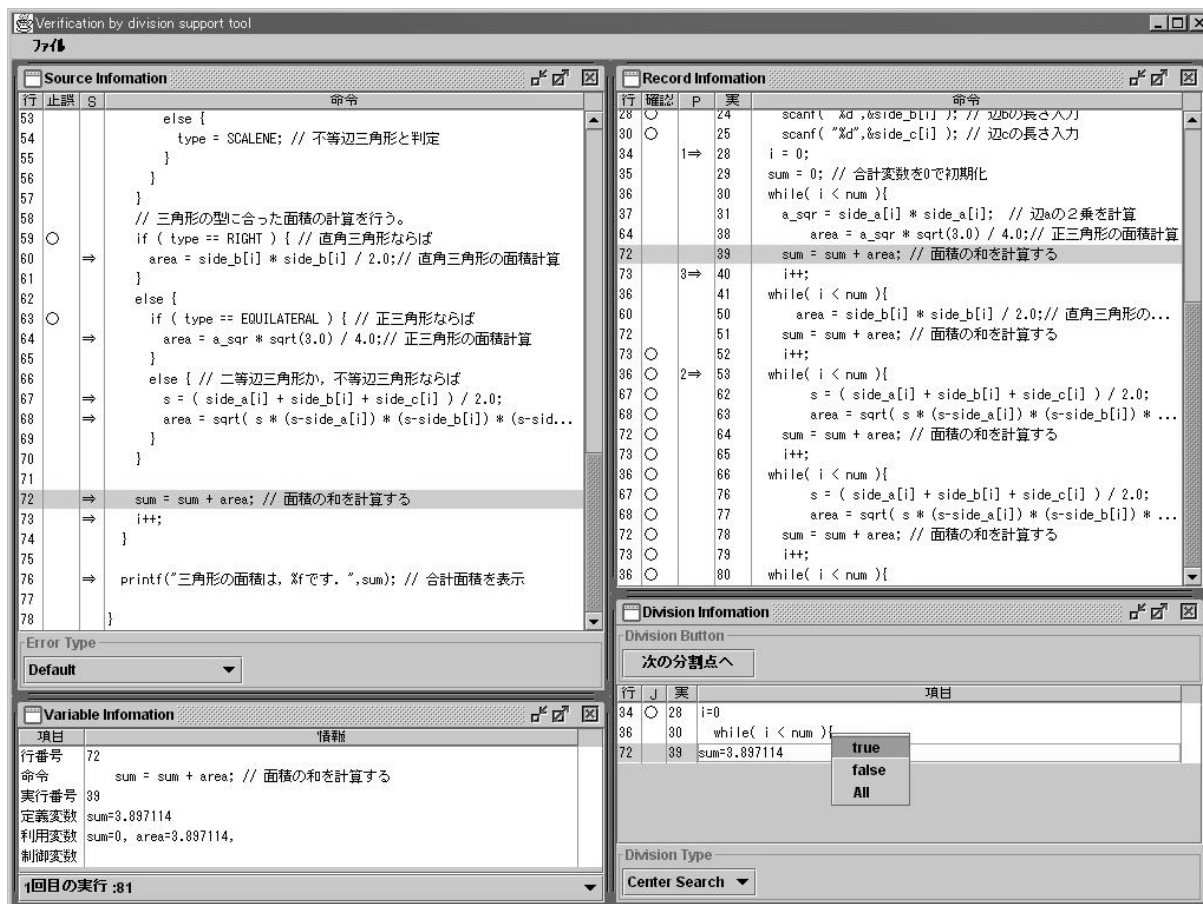 Verification by division support tool
ファイル
Source Infomation
行 正誤 S 命令
53 else {
54 type = SCALENE; // 不等辺三角形と判定
55 }
56 }
57 }
58 // 三角形の型に合った面積の計算を行う。
59 ○ if ( type == RIGHT ) { // 直角三角形ならば
60 ⇒ area = side_b[i] * side_b[i] / 2.0;// 直角三角形の面積計算
61 }
62 else {
63 ○ if ( type == EQUILATERAL ) { // 正三角形ならば
64 ⇒ area = a_sqr * sqrt(3.0) / 4.0;// 正三角形の面積計算
65 }
66 else { // 二等辺三角形か，不等辺三角形ならば
67 ⇒ s = ( side_a[i] + side_b[i] + side_c[i] ) / 2.0;
68 ⇒ area = sqrt( s * (s-side_a[i]) * (s-side_b[i]) * (s-sid...
69 }
70 }
71
72 ⇒ sum = sum + area; // 面積の和を計算する
73 ⇒ i++;
74 }
75
76 ⇒ printf("三角形の面積は，%fです．",sum); // 合計面積を表示
77
78 }
Error Type
Default
Variable Infomation
項目 情報
行番号 72
命令 sum = sum + area; // 面積の和を計算する
実行番号 39
定義変数 sum=3.897114
利用変数 sum=0, area=3.897114,
制御変数
1回目の実行 :81
Record Infomation
行 確認 P 実 命令
28 ○ 24 scanf( "%d",&side_b[i] ); // 辺bの長さ入力
30 ○ 25 scanf( "%d",&side_c[i] ); // 辺cの長さ入力
34 1⇒ 28 i = 0;
35 29 sum = 0; // 合計変数を0で初期化
36 30 while( i < num ){
37 31 a_sqr = side_a[i] * side_a[i]; // 辺aの２乗を計算
64 38 area = a_sqr * sqrt(3.0) / 4.0;// 正三角形の面積計算
72 39 sum = sum + area; // 面積の和を計算する
73 3⇒ 40 i++;
36 41 while( i < num ){
60 50 area = side_b[i] * side_b[i] / 2.0;// 直角三角形の...
72 51 sum = sum + area; // 面積の和を計算する
73 ○ 52 i++;
36 ○ 2⇒ 53 while( i < num ){
67 ○ 62 s = ( side_a[i] + side_b[i] + side_c[i] ) / 2.0;
68 ○ 63 area = sqrt( s * (s-side_a[i]) * (s-side_b[i]) * ...
72 ○ 64 sum = sum + area; // 面積の和を計算する
73 ○ 65 i++;
36 ○ 66 while( i < num ){
67 ○ 76 s = ( side_a[i] + side_b[i] + side_c[i] ) / 2.0;
68 ○ 77 area = sqrt( s * (s-side_a[i]) * (s-side_b[i]) * ...
72 ○ 78 sum = sum + area; // 面積の和を計算する
73 ○ 79 i++;
36 ○ 80 while( i < num ){
Division Infomation
Division Button
次の分割点へ
行 J 実 項目
34 ○ 28 i=0
36 30 while( i < num ){
72 39 sum=3.897114
true
false
All
Division Type
Center Search